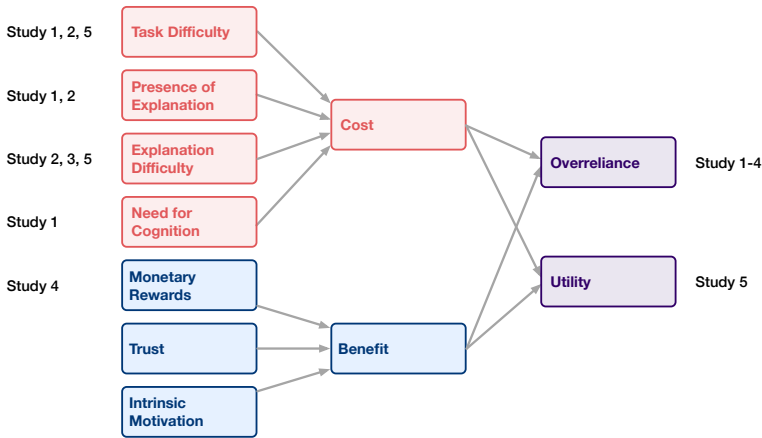 Study 1, 2, 5
Task Difficulty
Study 1, 2
Presence of
Explanation
Study 2, 3, 5
Explanation
Difficulty
Study 1
Need for
Cognition
Study 4
Monetary
Rewards
Trust
Intrinsic
Motivation
Cost
Benefit
Overreliance
Study 1-4
Utility
Study 5